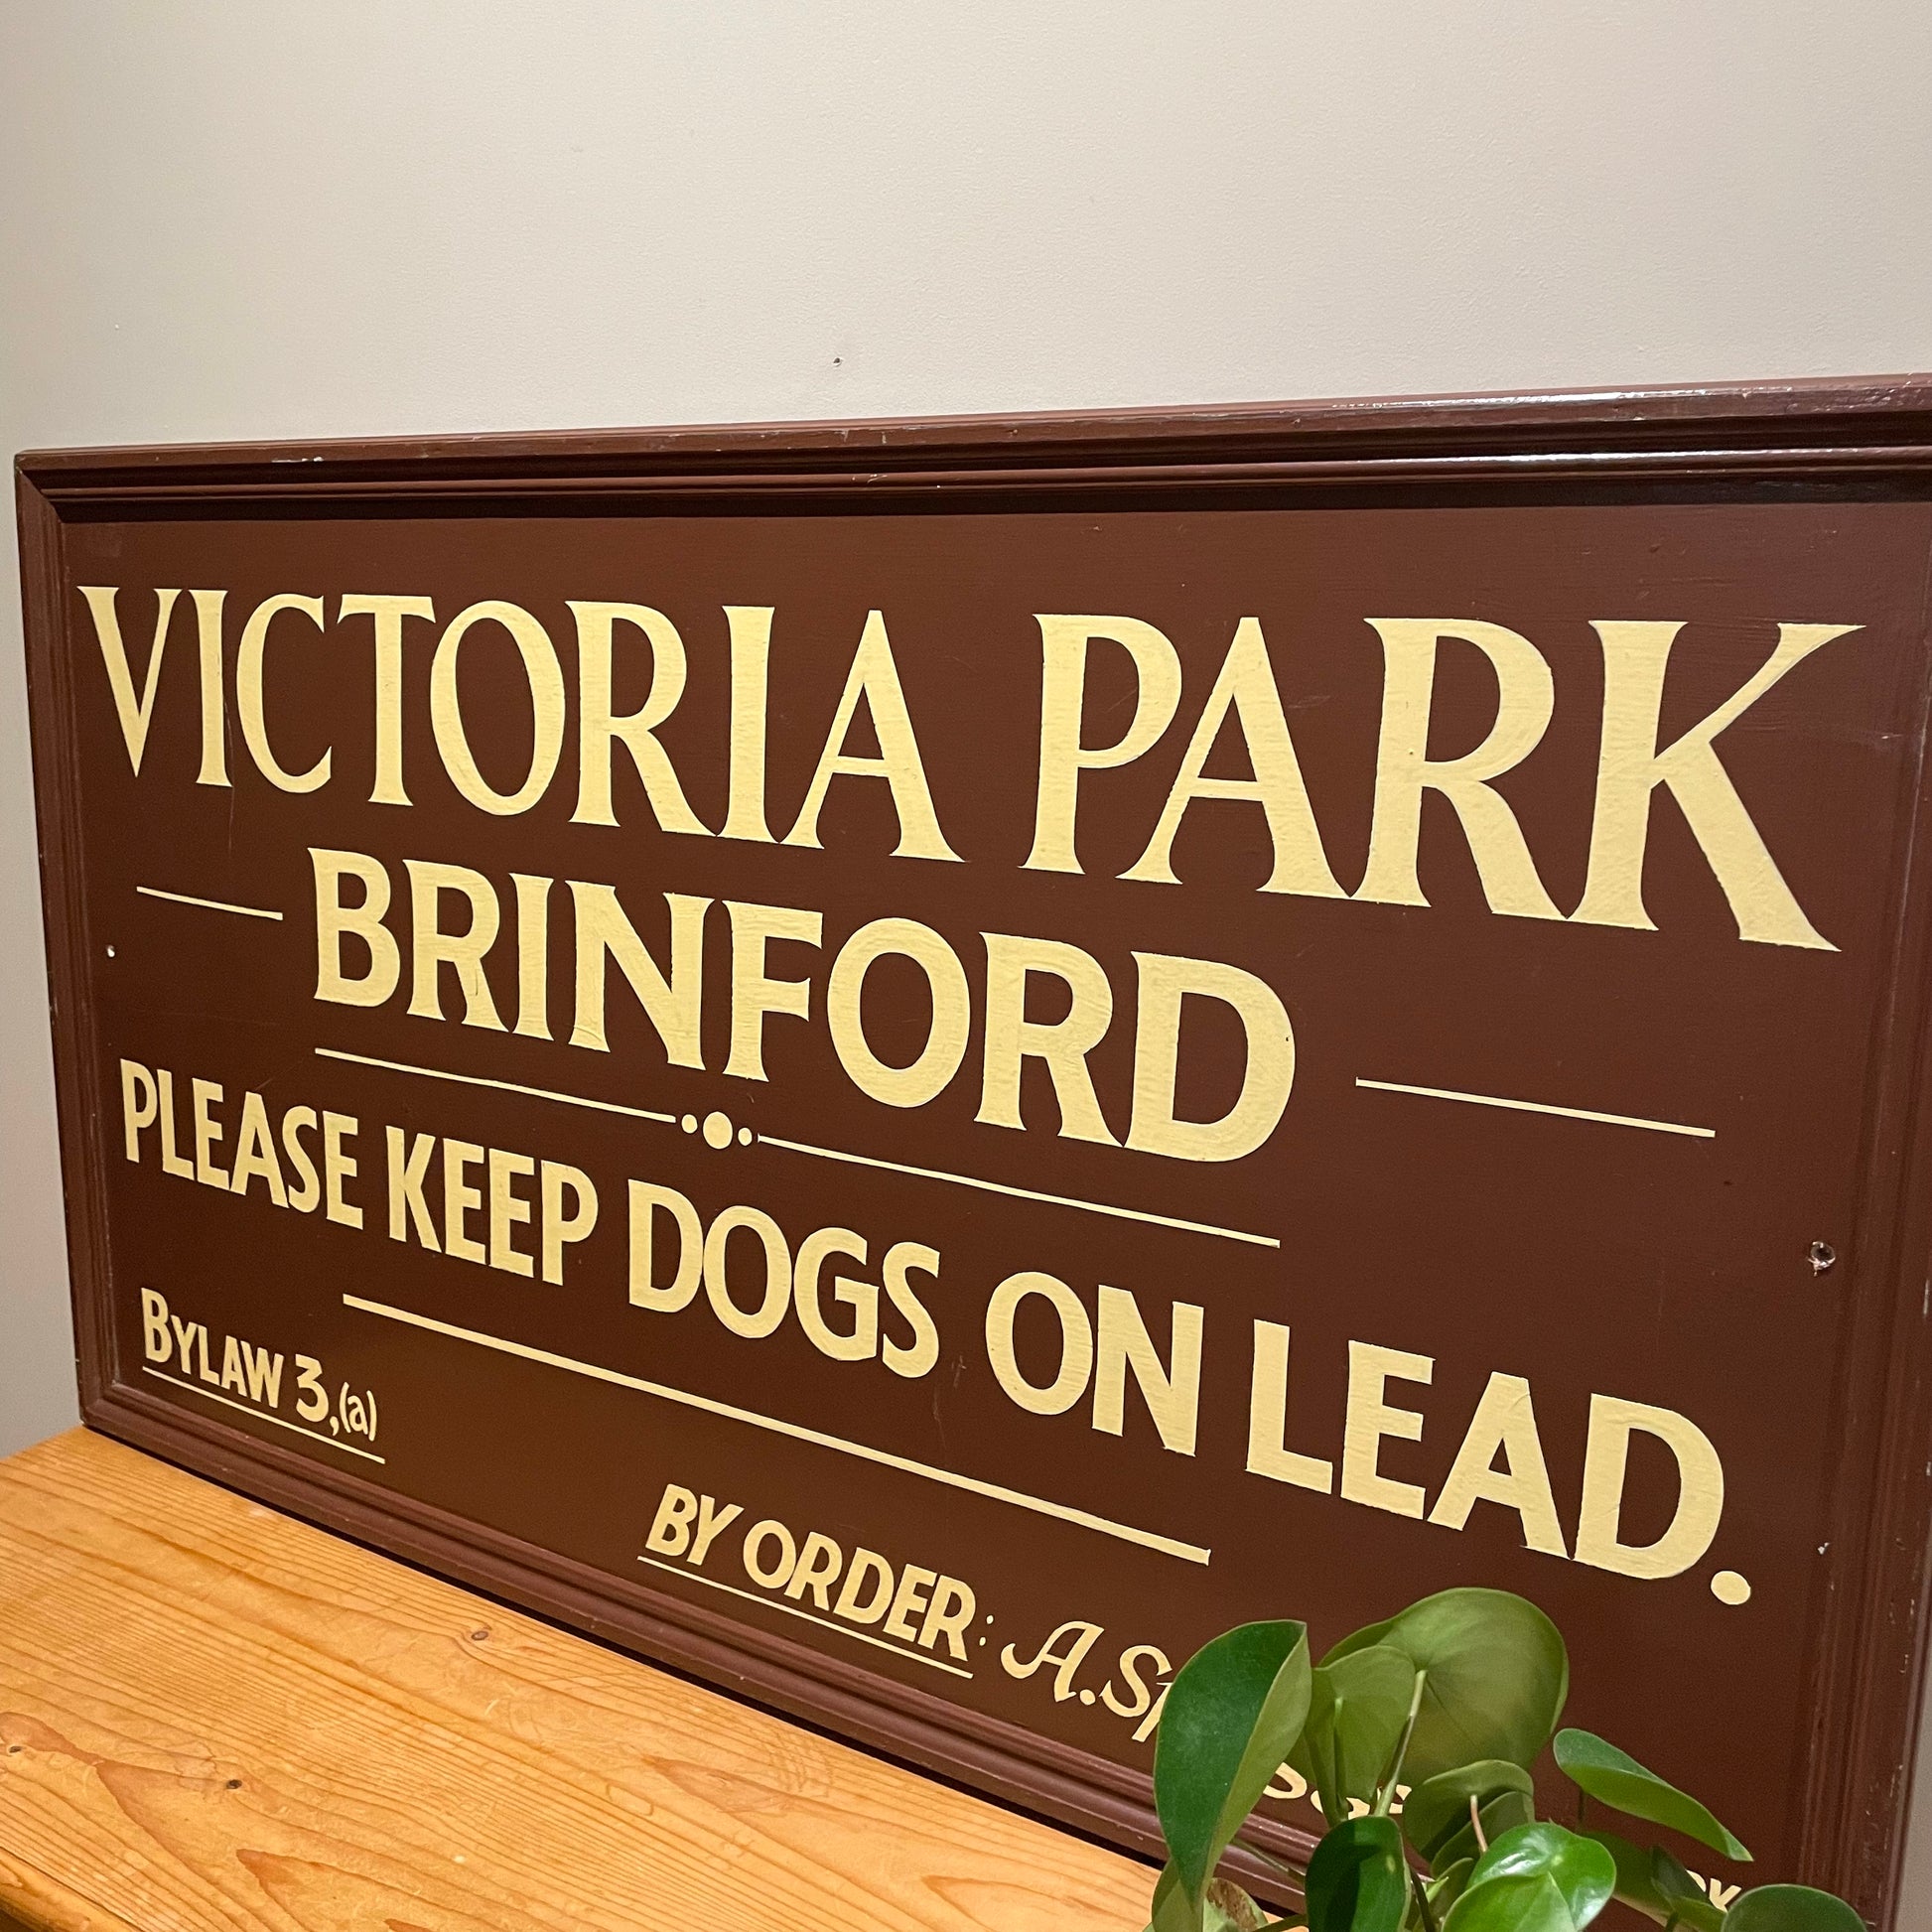 VICTORIA PARK
BRINFORD
PLEASE KEEP DOGS ON LEAD.
BYLAW 3,(a)
BY ORDER: A.